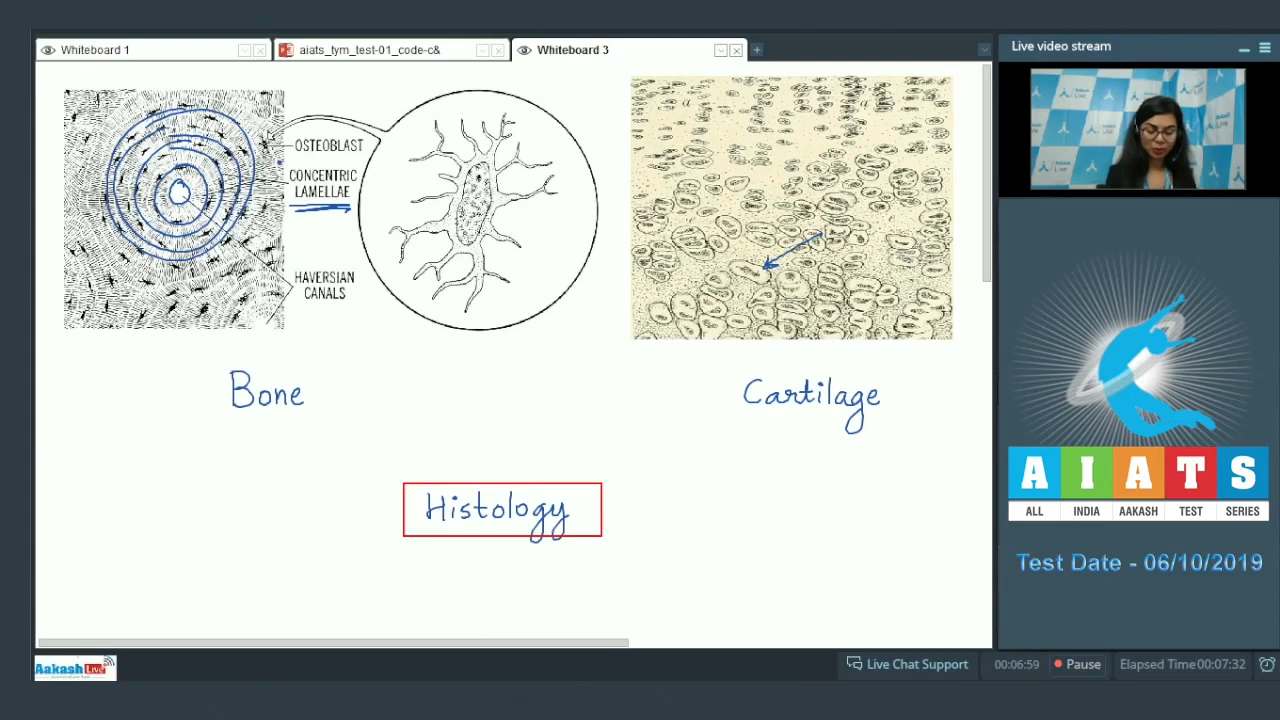 Whiteboard 1
aiats_tym_test-01_code-c&
Whiteboard 3
Live video stream
OSTEOBLAST
CONCENTRIC
LAMELLAE
HAVERSIAN
CANALS
Bone
Cartilage
Histology
AIATS
ALL INDIA AAKASH TEST SERIES
Test Date - 06/10/2019
Aakash Live
Live Chat Support
00:06:59
Pause
Elapsed Time 00:07:32